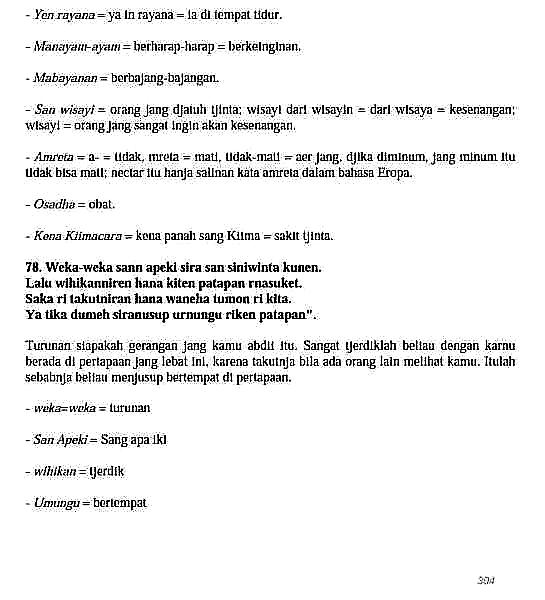 - Yen rayana = ya in rayana = ia di tempat tidur.
- Manayam-ayam = berharap-harap = berkeinginan.
- Mabayanan = berbajang-bajangan.
- San wisayi = orang jang djatuh tjinta; wisayi dari wisayin = dari wisaya = kesenangan;
wisayi = orang jang sangat ingin akan kesenangan.
- Amreta = a- = tidak, mreta = mati, tidak-mati = aer jang, djika diminum, jang minum itu
tidak bisa mati; nectar itu hanja salinan kata amreta dalam bahasa Eropa.
- Osadha = obat.
- Kena Kiimacara = kena panah sang Kiima = sakit tjinta.
78. Weka-weka sann apeki sira san siniwinta kunen.
Lalu wihikanniren hana kiten patapan rnasuket.
Saka ri takutniran hana waneha tumon ri kita.
Ya tika dumeh siranusup urnungu riken patapan".
Turunan siapakah gerangan jang kamu abdii itu. Sangat tjerdiklah beliau dengan karnu
berada di pertapaan jang lebat ini, karena takutnja bila ada orang lain melihat kamu. Itulah
sebabnja beliau menjusup bertempat di pertapaan.
- weka=weka = turunan
- San Apeki = Sang apa iki
- wihikan = tjerdik
- Umungu = bertempat
394